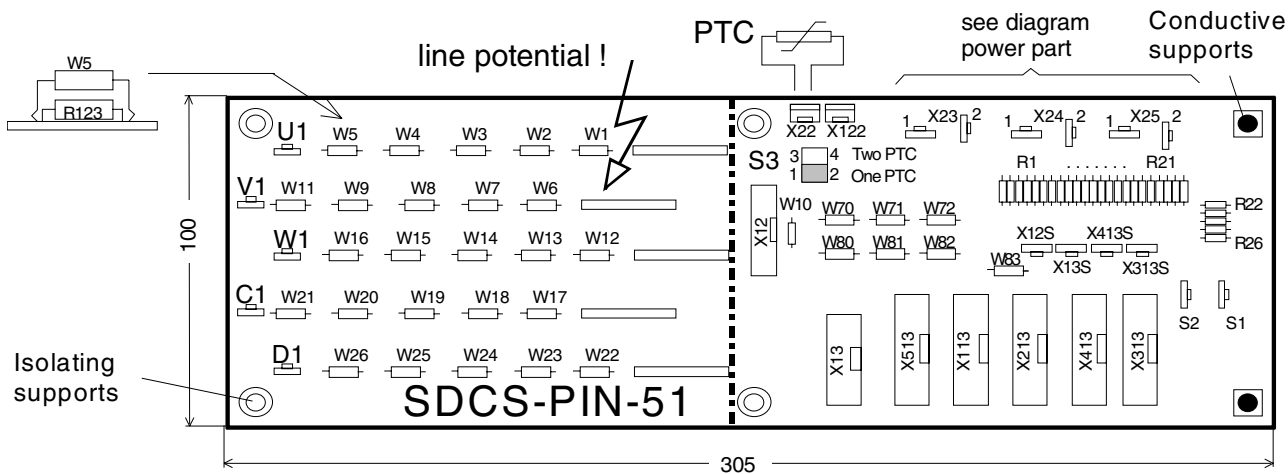 PTC
see diagram
power part
Conductive
supports
line potential !
W5
R123
U1 W5 W4 W3 W2 W1
V1 W11 W9 W8 W7 W6
W1 W16 W15 W14 W13 W12
C1 W21 W20 W19 W18 W17
D1 W26 W25 W24 W23 W22
SDCS-PIN-51
Isolating
supports
100
305
X22 X122
1 X23 2 1 X24 2 1 X25 2
S3 3 4 Two PTC
1 2 One PTC
R1 ....... R21
X12 W10 W70 W71 W72
W80 W81 W82
W83
X12S X413S
X13S X313S
R22
R26
S2 S1
X13 X513 X113 X213 X413 X313